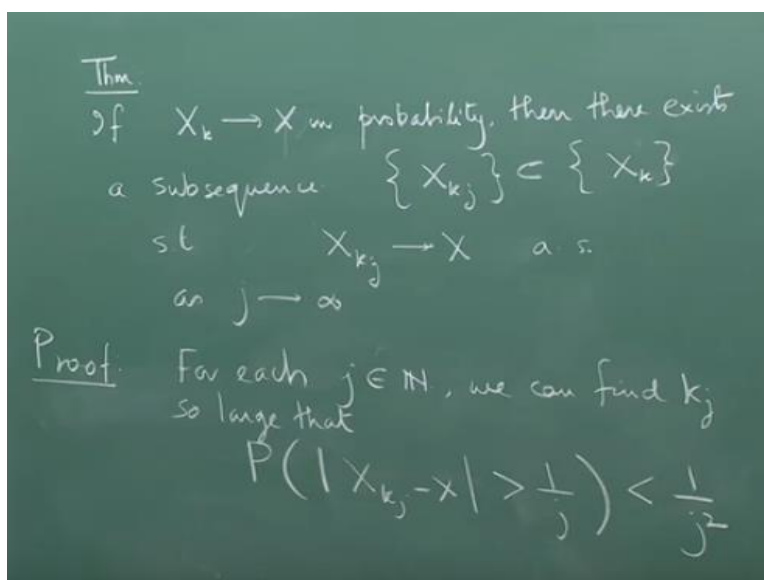 Thm.
If X_k → X in probability, then there exists
a subsequence {X_{k_j}} ⊂ {X_k}
st X_{k_j} → X a.s.
as j → ∞
Proof. For each j ∈ ℕ, we can find k_j
so large that
P(|X_{k_j} - X| > 1/j) < 1/j²